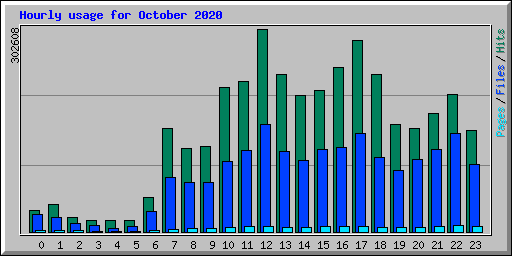 Hourly usage for October 2020
302608
Pages/Files/Hits
0 1 2 3 4 5 6 7 8 9 10 11 12 13 14 15 16 17 18 19 20 21 22 23